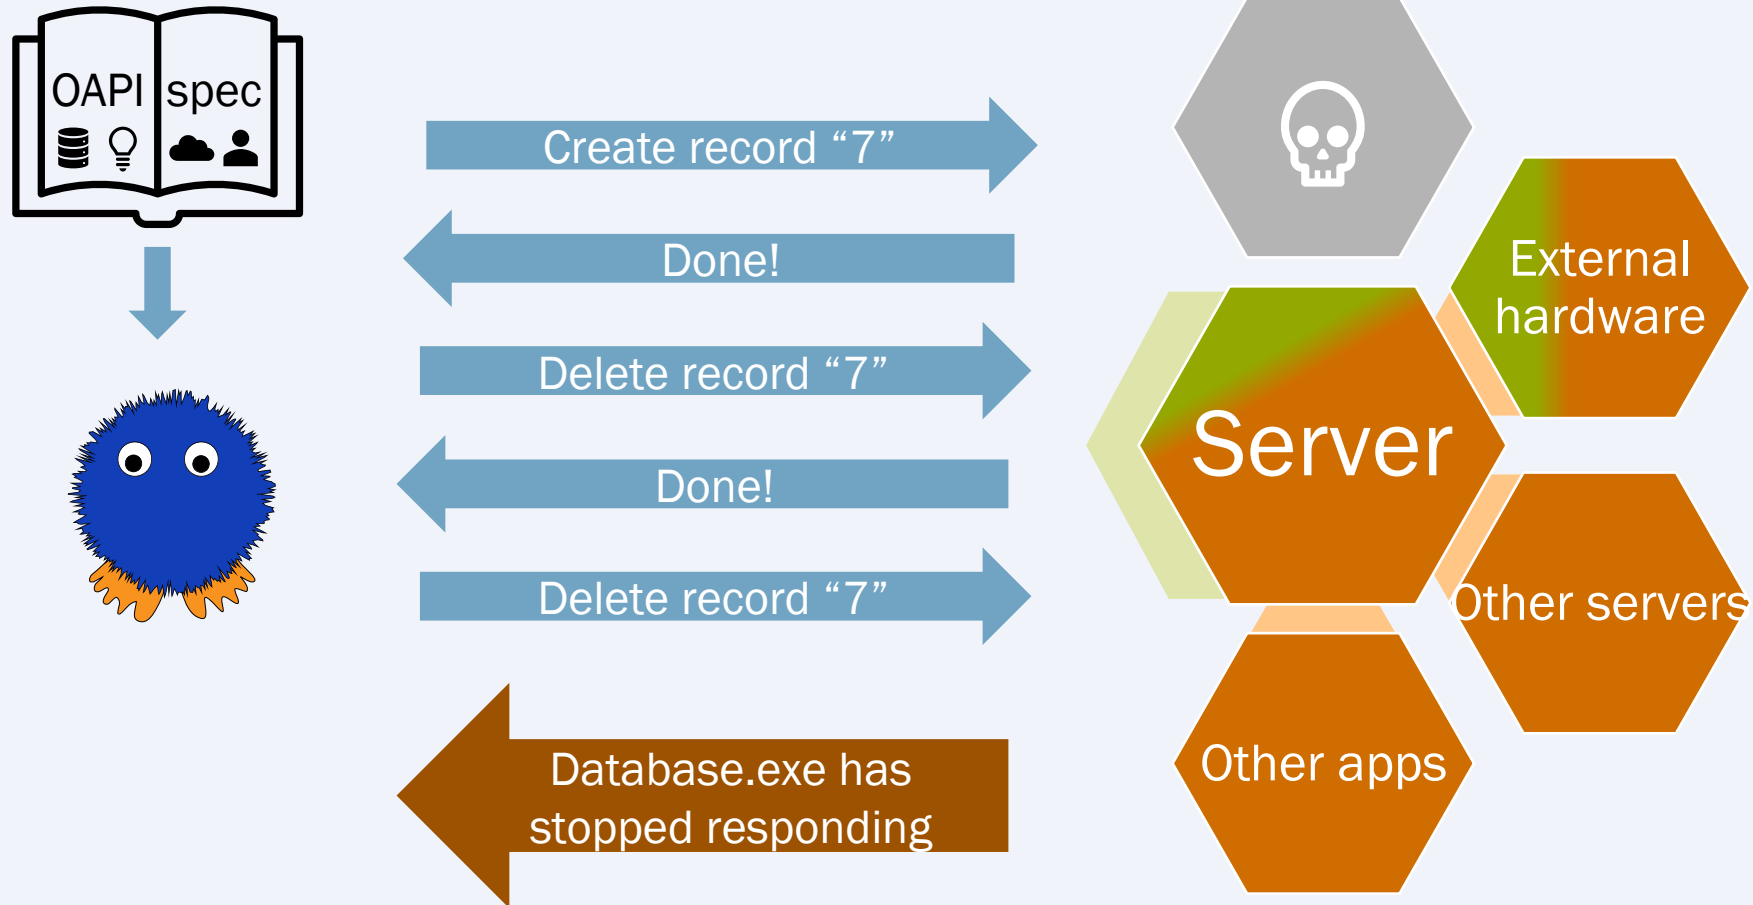 OAPI spec
Create record “7”
Done!
Delete record “7”
Done!
Delete record “7”
Database.exe has
stopped responding
External
hardware
Server
Other servers
Other apps